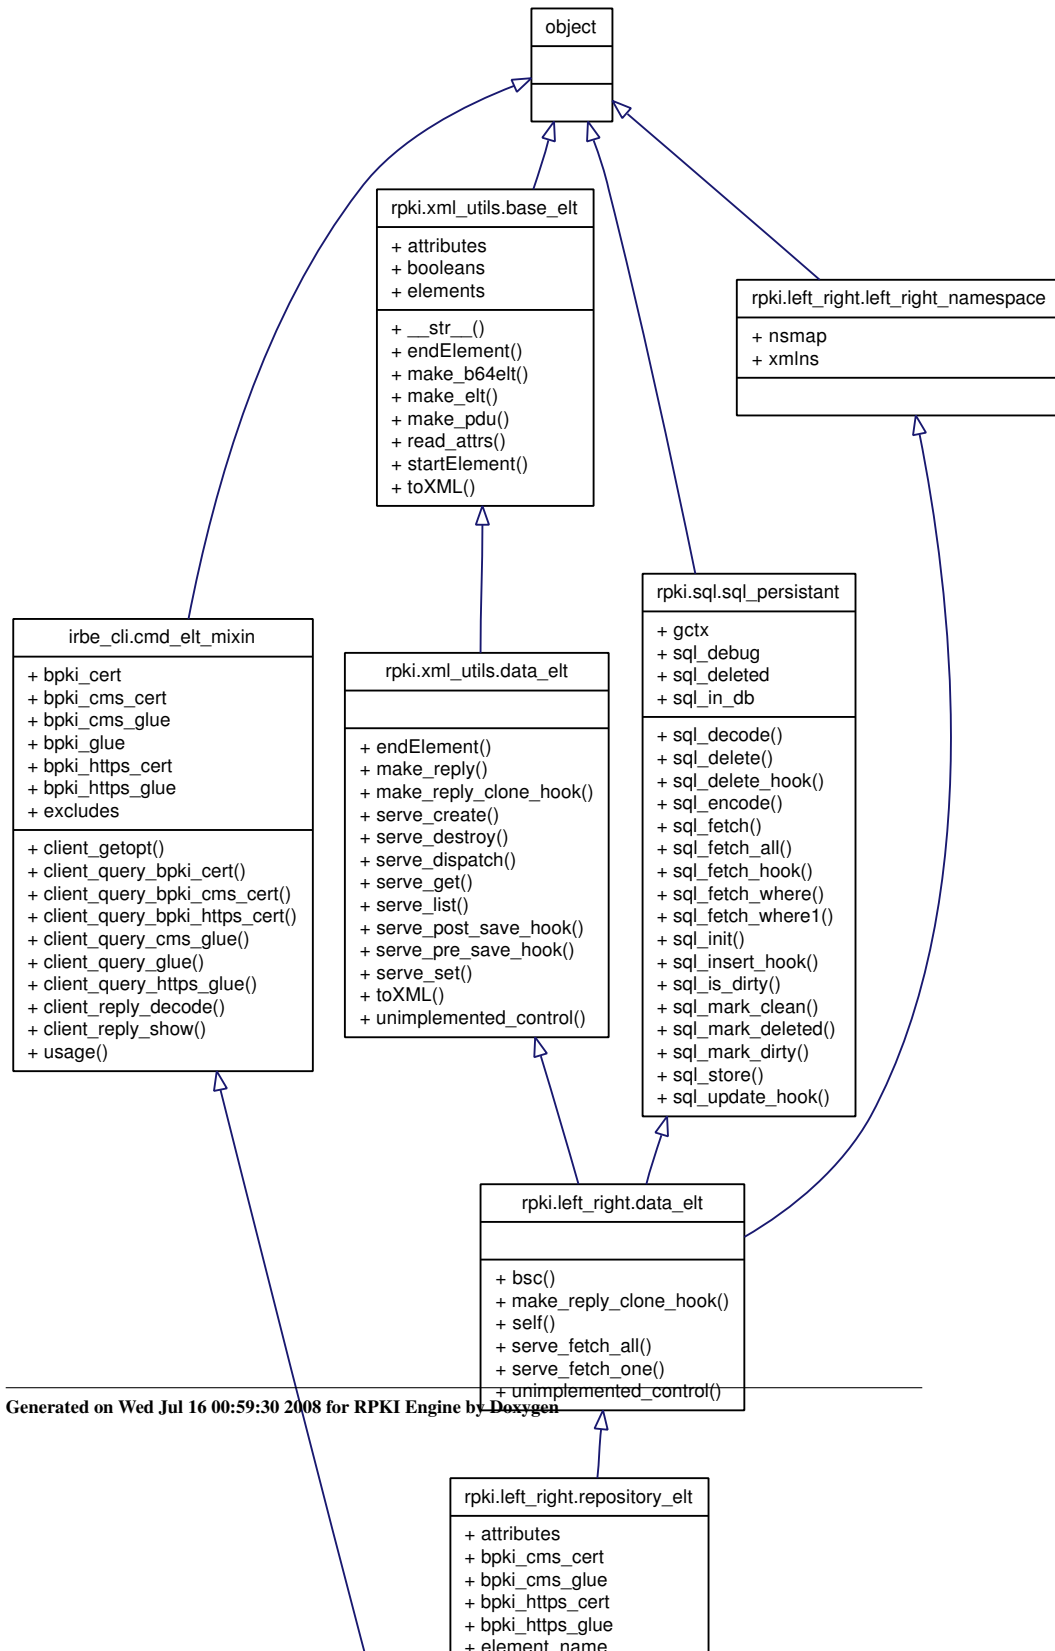 object
rpki.xml_utils.base_elt
+ attributes
+ booleans
+ elements
+ __str__()
+ endElement()
+ make_b64elt()
+ make_elt()
+ make_pdu()
+ read_attrs()
+ startElement()
+ toXML()
rpki.left_right.left_right_namespace
+ nsmap
+ xmlns
rpki.sql.sql_persistant
+ gctx
+ sql_debug
+ sql_deleted
+ sql_in_db
+ sql_decode()
+ sql_delete()
+ sql_delete_hook()
+ sql_encode()
+ sql_fetch()
+ sql_fetch_all()
+ sql_fetch_hook()
+ sql_fetch_where()
+ sql_fetch_where1()
+ sql_init()
+ sql_insert_hook()
+ sql_is_dirty()
+ sql_mark_clean()
+ sql_mark_deleted()
+ sql_mark_dirty()
+ sql_store()
+ sql_update_hook()
irbe_cli.cmd_elt_mixin
+ bpki_cert
+ bpki_cms_cert
+ bpki_cms_glue
+ bpki_glue
+ bpki_https_cert
+ bpki_https_glue
+ excludes
+ client_getopt()
+ client_query_bpki_cert()
+ client_query_bpki_cms_cert()
+ client_query_bpki_https_cert()
+ client_query_cms_glue()
+ client_query_glue()
+ client_query_https_glue()
+ client_reply_decode()
+ client_reply_show()
+ usage()
rpki.xml_utils.data_elt
+ endElement()
+ make_reply()
+ make_reply_clone_hook()
+ serve_create()
+ serve_destroy()
+ serve_dispatch()
+ serve_get()
+ serve_list()
+ serve_post_save_hook()
+ serve_pre_save_hook()
+ serve_set()
+ toXML()
+ unimplemented_control()
rpki.left_right.data_elt
+ bsc()
+ make_reply_clone_hook()
+ self()
+ serve_fetch_all()
+ serve_fetch_one()
+ unimplemented_control()
Generated on Wed Jul 16 00:59:30 2008 for RPKI Engine by Doxygen
rpki.left_right.repository_elt
+ attributes
+ bpki_cms_cert
+ bpki_cms_glue
+ bpki_https_cert
+ bpki_https_glue
+ element_name